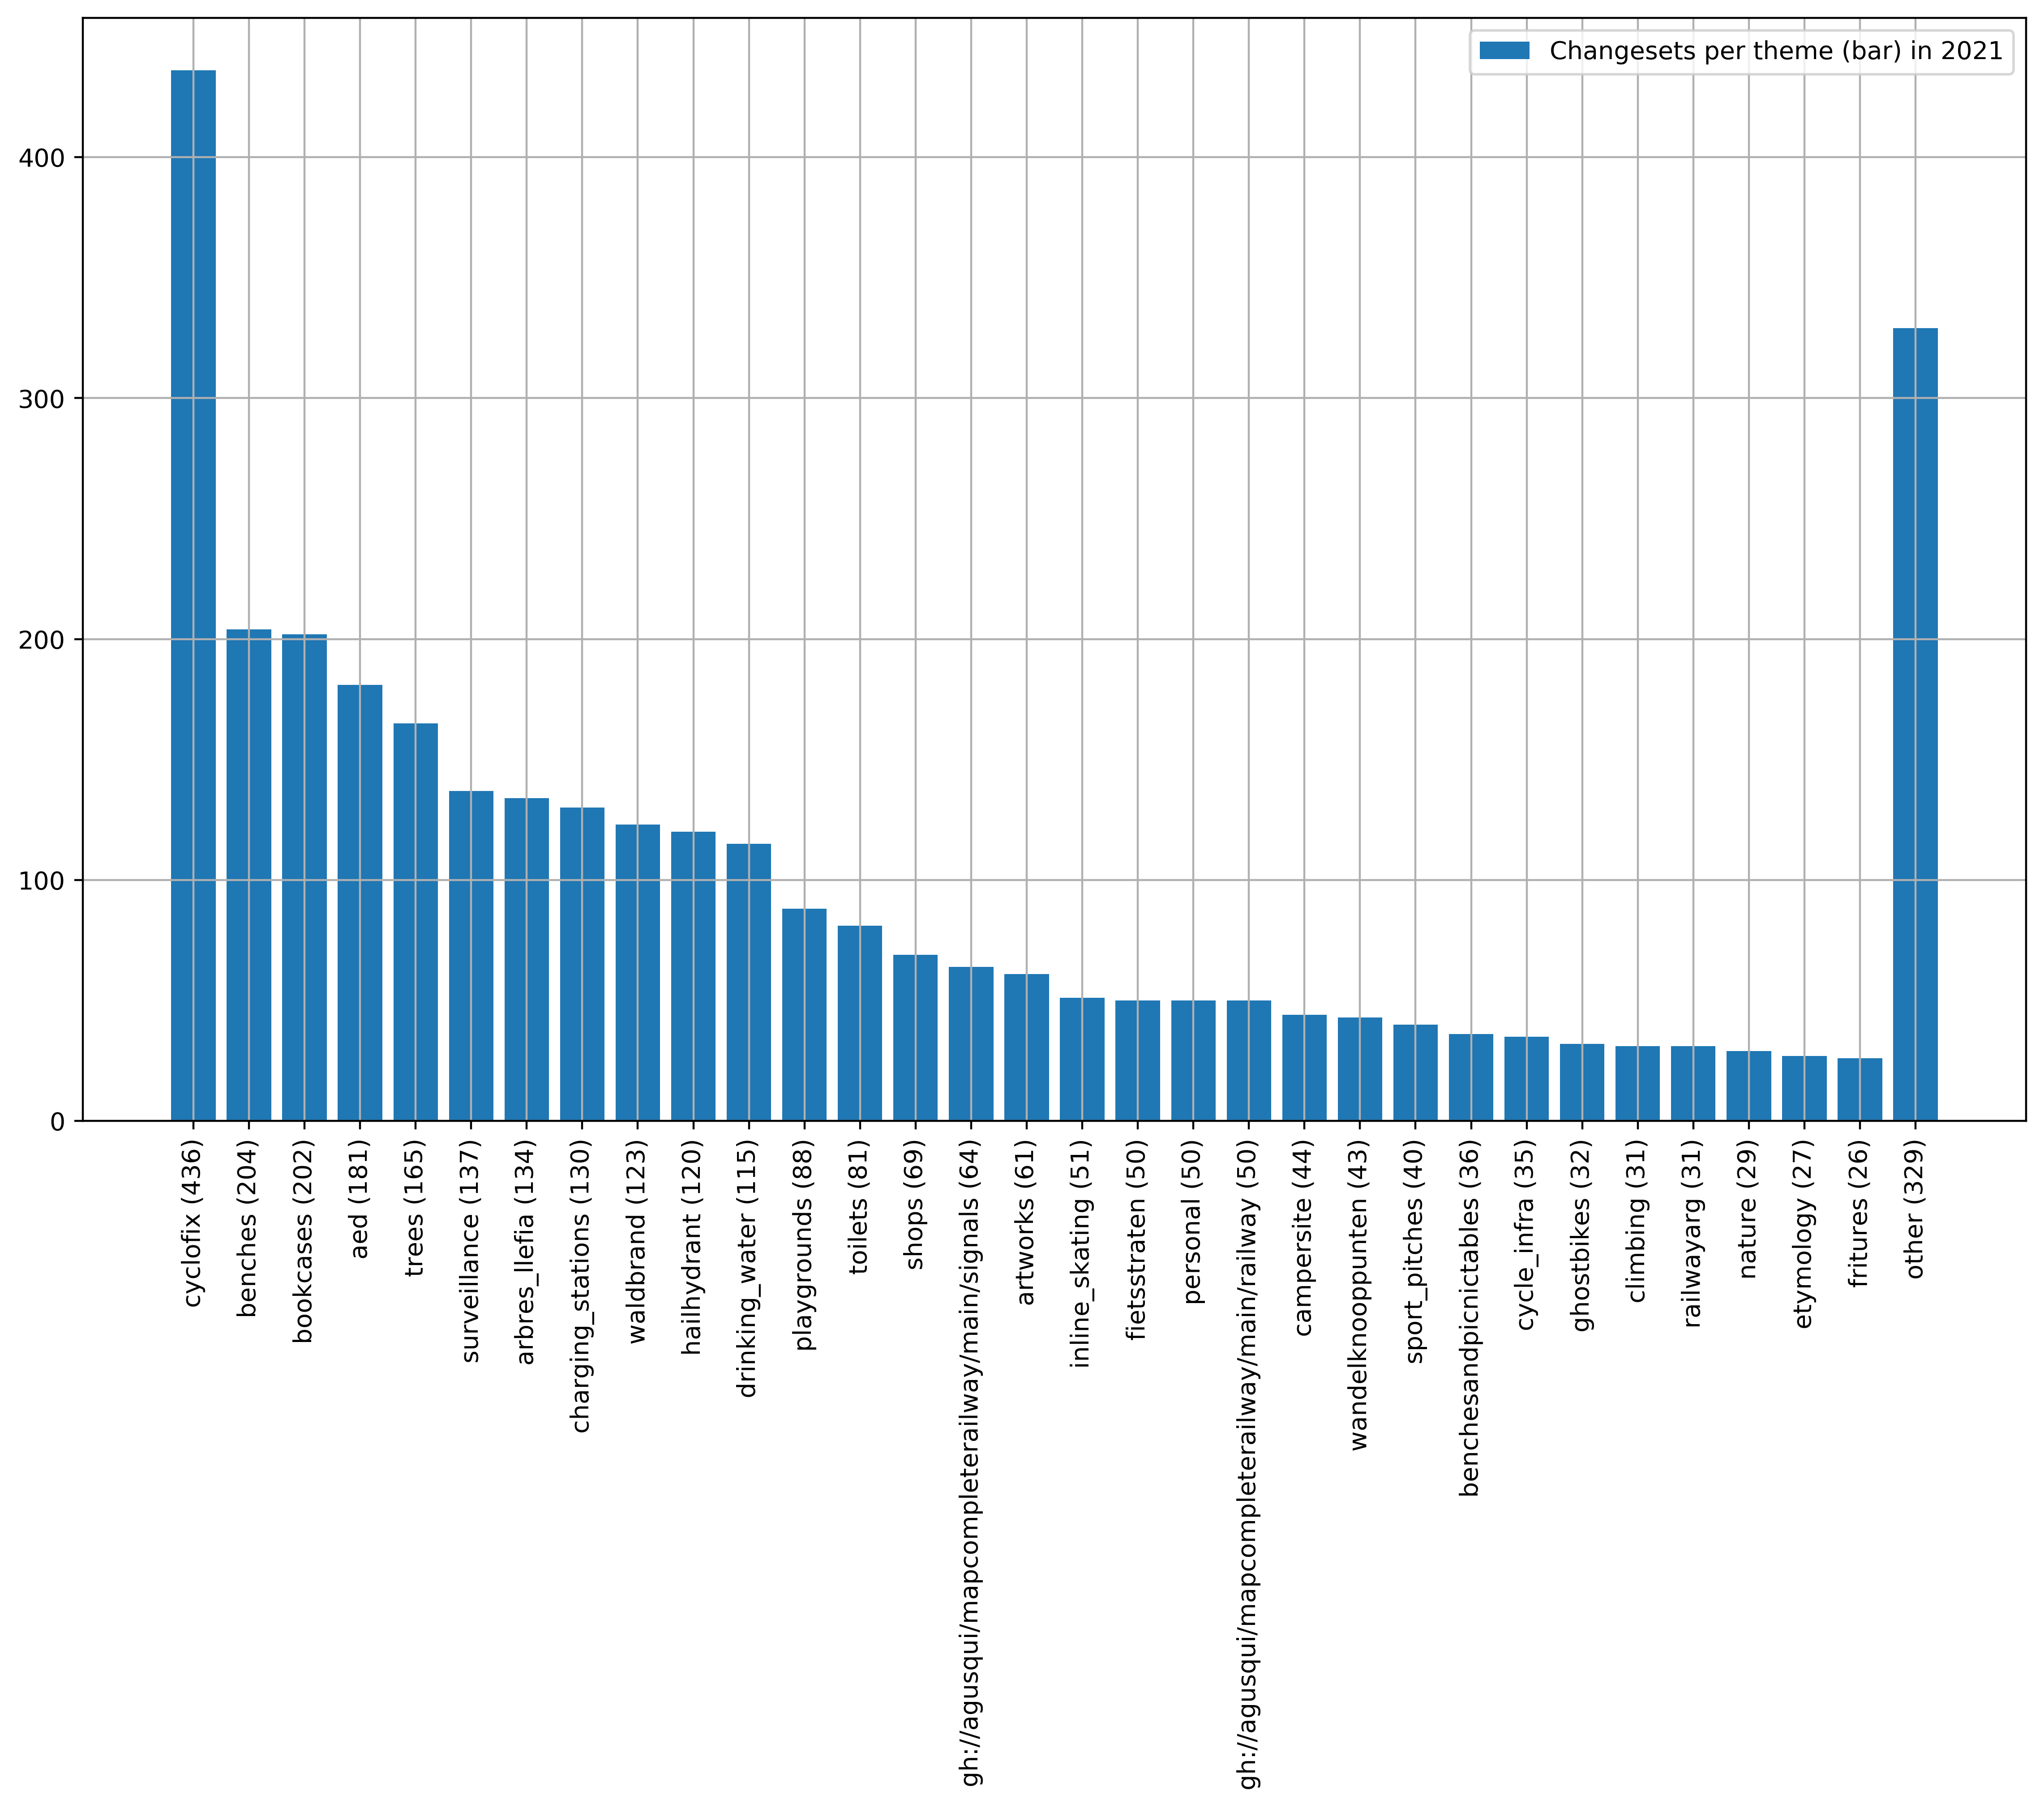 Changesets per theme (bar) in 2021
400
300
200
100
0
cyclofix (436)
benches (204)
bookcases (202)
aed (181)
trees (165)
surveillance (137)
arbres_llefia (134)
charging_stations (130)
waldbrand (123)
hailhydrant (120)
drinking_water (115)
playgrounds (88)
toilets (81)
shops (69)
gh://agusqui/mapcompleterailway/main/signals (64)
artworks (61)
inline_skating (51)
fietsstraten (50)
personal (50)
gh://agusqui/mapcompleterailway/main/railway (50)
campersite (44)
wandelknooppunten (43)
sport_pitches (40)
benchesandpicnictables (36)
cycle_infra (35)
ghostbikes (32)
climbing (31)
railwayarg (31)
nature (29)
etymology (27)
fritures (26)
other (329)